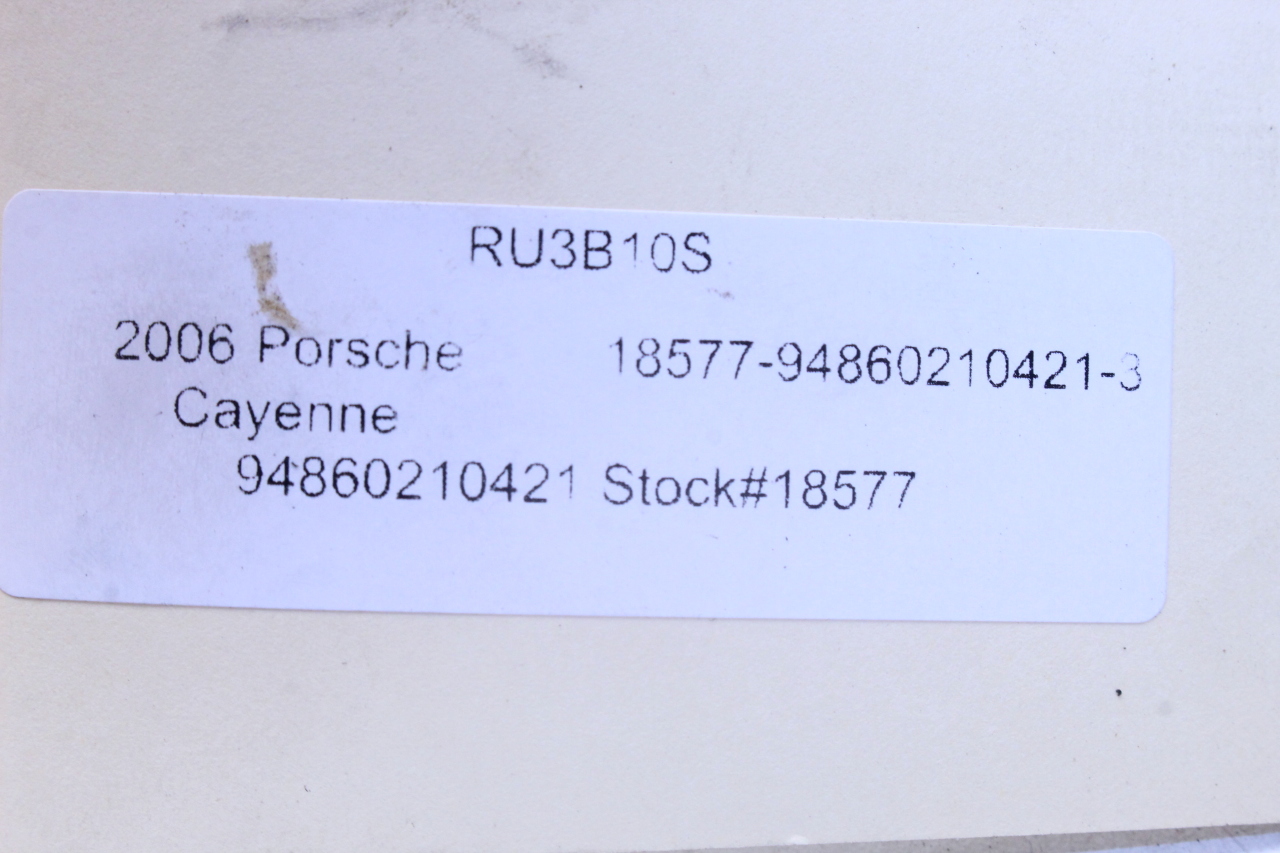 RU3B10S
2006 Porsche 18577-94860210421-3
Cayenne
94860210421 Stock#18577